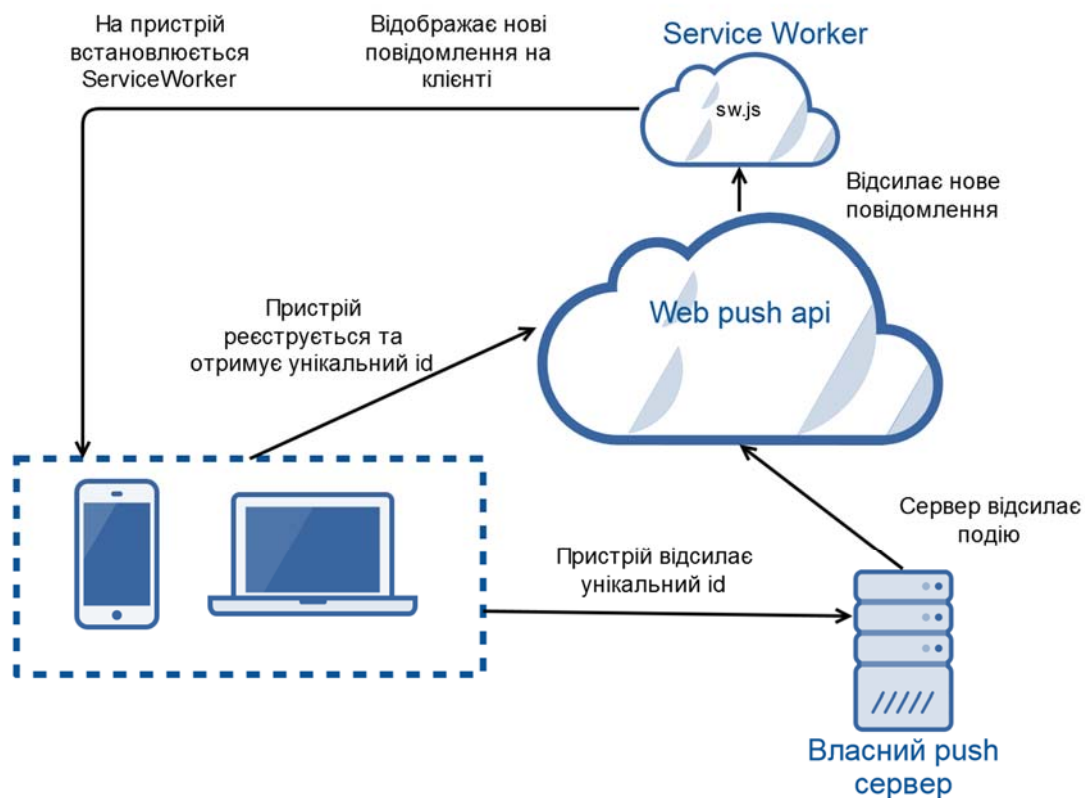 На пристрій
встановлюється
ServiceWorker
Відображає нові
повідомлення на
клієнті
Service Worker
sw.js
Відсилає нове
повідомлення
Web push api
Пристрій
реєструється та
отримує унікальний id
Сервер відсилає
подію
Пристрій відсилає
унікальний id
Власний push
сервер